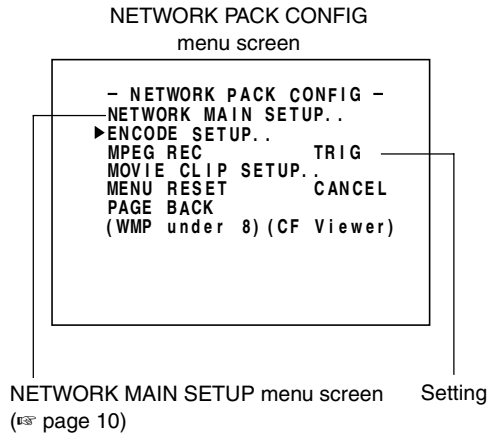 NETWORK PACK CONFIG
menu screen
– NETWORK PACK CONFIG –
NETWORK MAIN SETUP..
▶ENCODE SETUP..
MPEG REC TRIG
MOVIE CLIP SETUP..
MENU RESET CANCEL
PAGE BACK
(WMP under 8)(CF Viewer)
NETWORK MAIN SETUP menu screen
(☞ page 10)
Setting